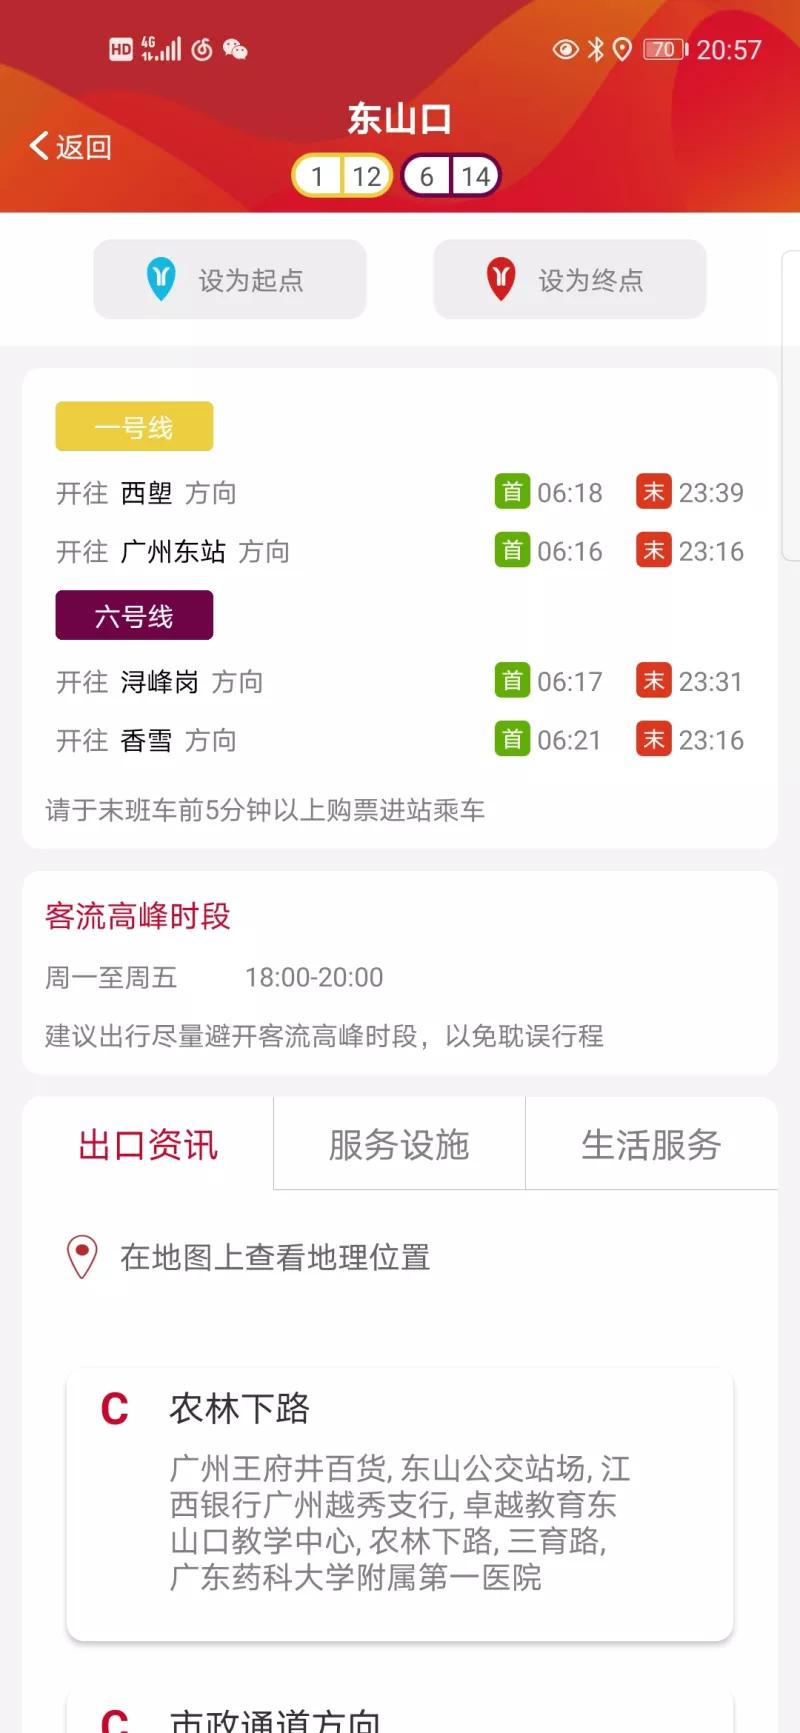 HD 4G 70 20:57
东山口
返回
1 12 6 14
设为起点 设为终点
一号线
开往 西塱 方向 首 06:18 末 23:39
开往 广州东站 方向 首 06:16 末 23:16
六号线
开往 浔峰岗 方向 首 06:17 末 23:31
开往 香雪 方向 首 06:21 末 23:16
请于末班车前5分钟以上购票进站乘车
客流高峰时段
周一至周五 18:00-20:00
建议出行尽量避开客流高峰时段，以免耽误行程
出口资讯 服务设施 生活服务
在地图上查看地理位置
C 农林下路
广州王府井百货, 东山公交站场, 江
西银行广州越秀支行, 卓越教育东
山口教学中心, 农林下路, 三育路,
广东药科大学附属第一医院
C 市政通道方向